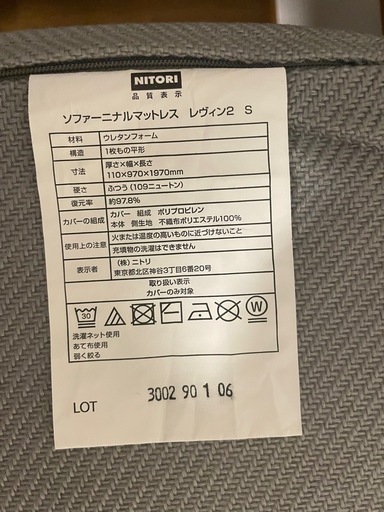 NITORI
品質表示
ソファーニナルマットレス レヴィン2 S
材料 ウレタンフォーム
構造 1枚もの平形
寸法 厚さ×幅×長さ
110×970×1970mm
硬さ ふつう (109ニュートン)
復元率 約97.8%
カバーの組成 カバー 組成 ポリプロピレン
本体 側生地 不織布ポリエステル100%
使用上の注意 火または温度の高いものに近づけないこと
充填物の洗濯はできません
表示者 (株) ニトリ
東京都北区神谷3丁目6番20号
取り扱い表示
カバーのみ対象
30 W
洗濯ネット使用
あて布使用
弱く絞る
LOT 3002 90 1 06